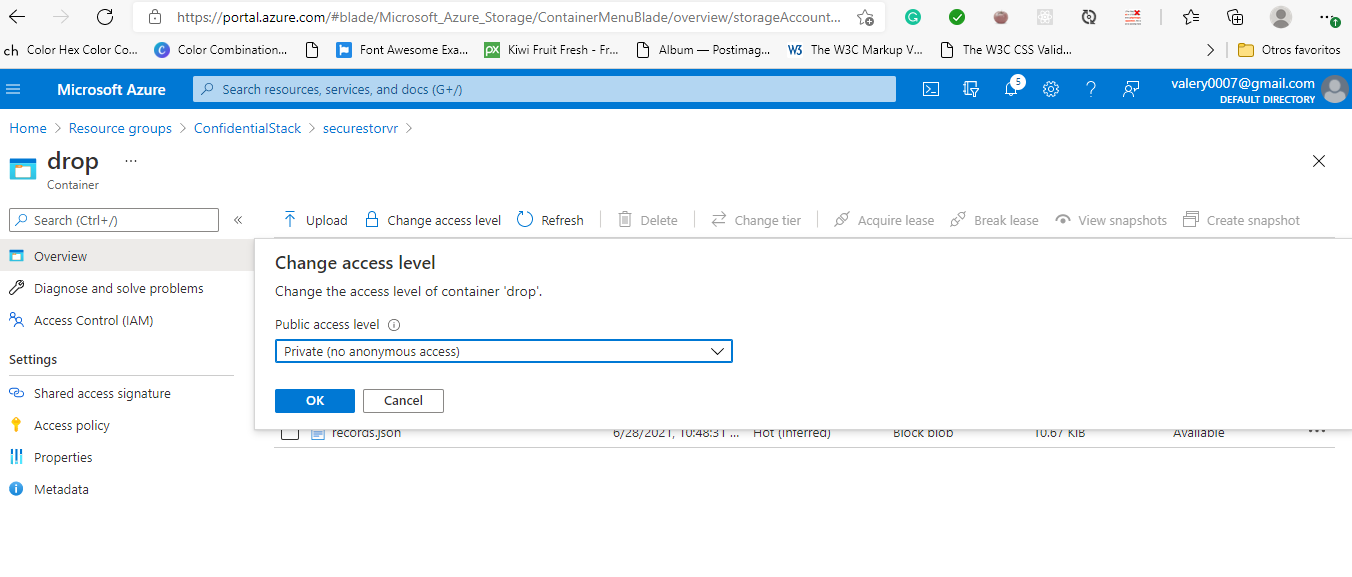 https://portal.azure.com/#blade/Microsoft_Azure_Storage/ContainerMenuBlade/overview/storageAccount...
ch Color Hex Color Co... Color Combination... Font Awesome Exa... px Kiwi Fruit Fresh - Fr... Album — Postimag... W3 The W3C Markup V... The W3C CSS Valid... Otros favoritos
Microsoft Azure Search resources, services, and docs (G+/) 5 valery0007@gmail.com
DEFAULT DIRECTORY
Home > Resource groups > ConfidentialStack > securestorvr >
drop ...
Container
Search (Ctrl+/) « Upload Change access level Refresh Delete Change tier Acquire lease Break lease View snapshots Create snapshot
Overview
Diagnose and solve problems
Access Control (IAM)
Settings
Shared access signature
Access policy
Properties
Metadata
Change access level
Change the access level of container 'drop'.
Public access level
Private (no anonymous access)
OK Cancel
records.json 6/28/2021, 10:48:31 ... Hot (Inferred) Block blob 10.67 KiB Available ...